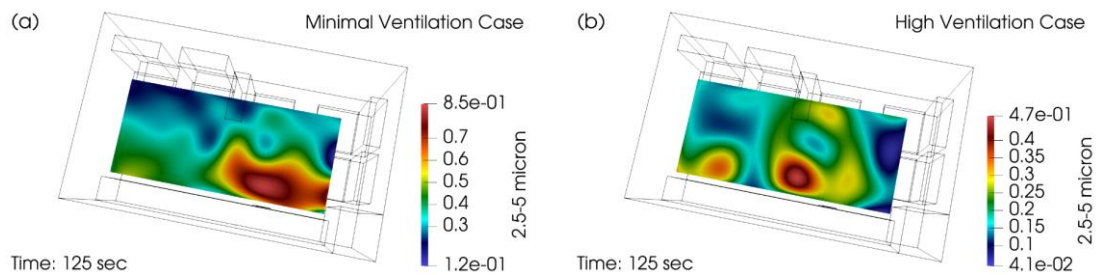 (a)
Minimal Ventilation Case
8.5e-01
0.7
0.6
0.5
0.4
0.3
1.2e-01
2.5-5 micron
Time: 125 sec
(b)
High Ventilation Case
4.7e-01
0.4
0.35
0.3
0.25
0.2
0.15
0.1
4.1e-02
2.5-5 micron
Time: 125 sec